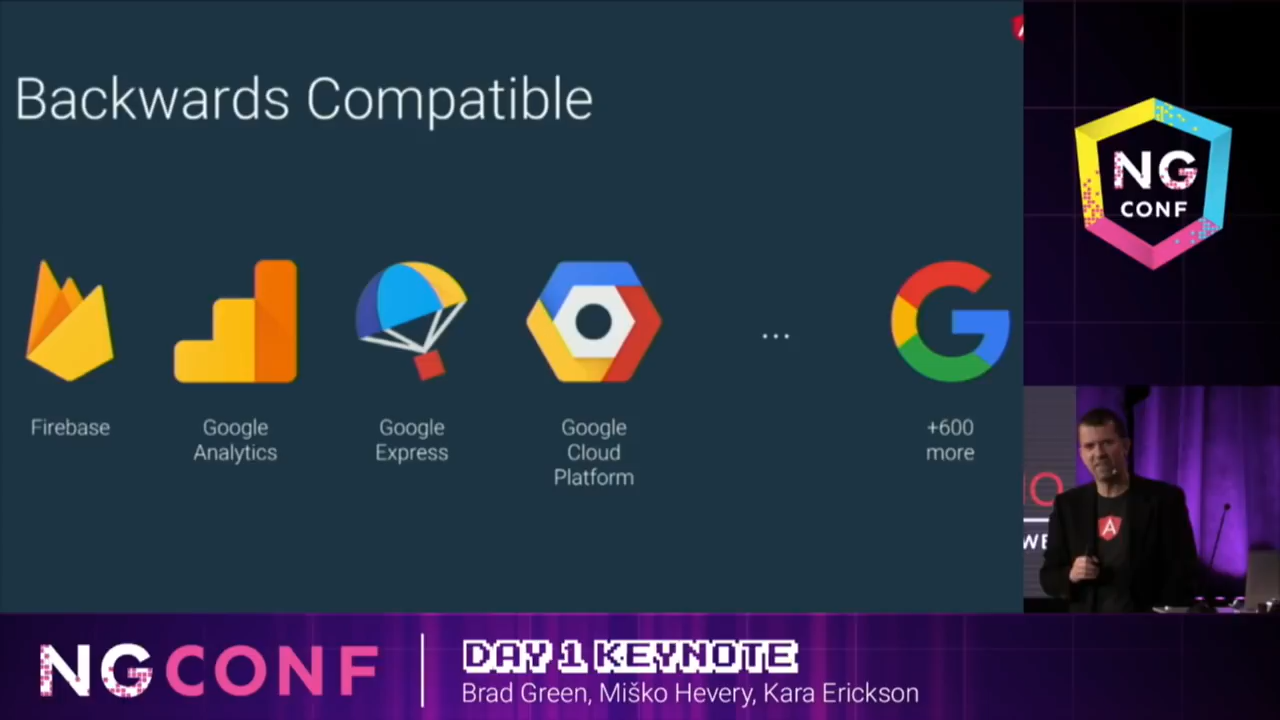 Backwards Compatible
Firebase
Google
Analytics
Google
Express
Google
Cloud
Platform
...
+600
more
NG
CONF
NG CONF
DAY 1 KEYNOTE
Brad Green, Miško Hevery, Kara Erickson